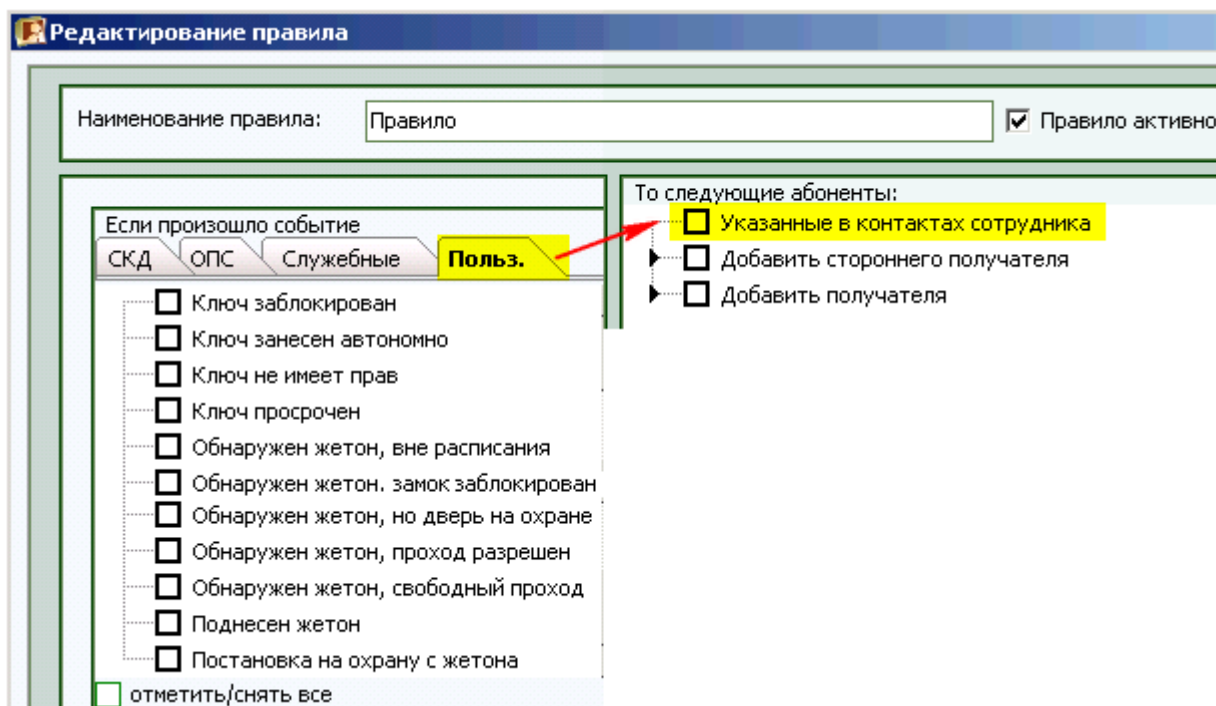 Редактирование правила
Наименование правила: Правило Правило активно
Если произошло событие
СКД ОПС Служебные Польз.
Ключ заблокирован
Ключ занесен автономно
Ключ не имеет прав
Ключ просрочен
Обнаружен жетон, вне расписания
Обнаружен жетон. замок заблокирован
Обнаружен жетон, но дверь на охране
Обнаружен жетон, проход разрешен
Обнаружен жетон, свободный проход
Поднесен жетон
Постановка на охрану с жетона
отметить/снять все
То следующие абоненты:
Указанные в контактах сотрудника
Добавить стороннего получателя
Добавить получателя